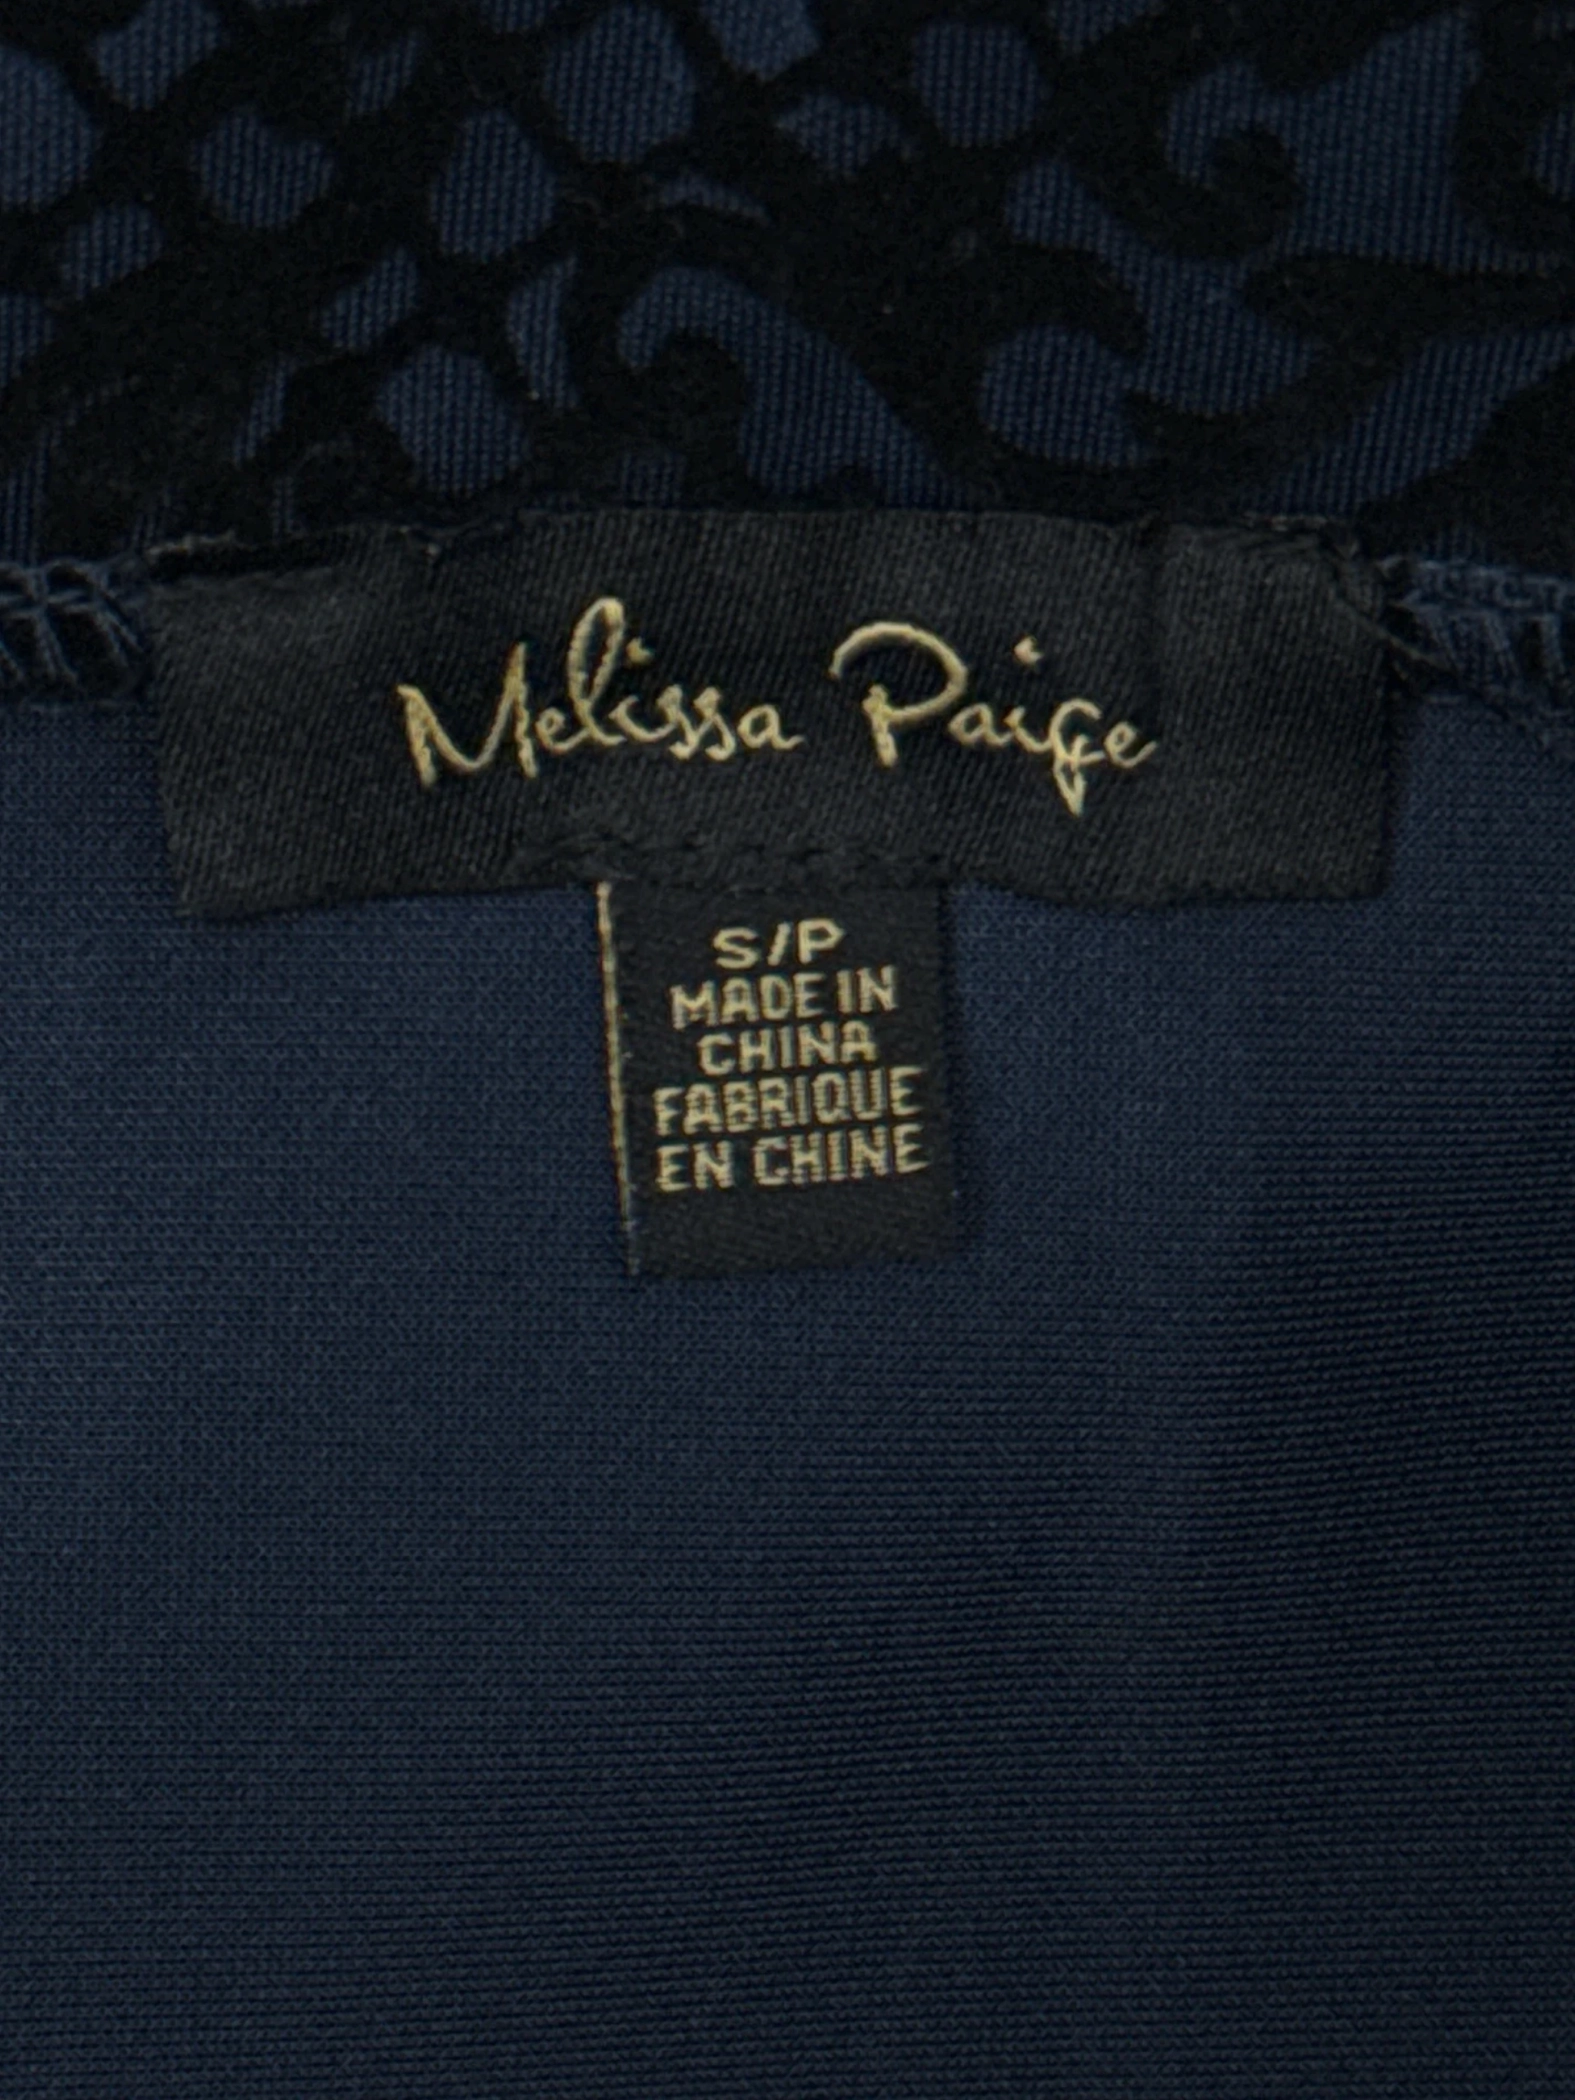 Melissa Paige
S/P
MADE IN
CHINA
FABRIQUE
EN CHINE